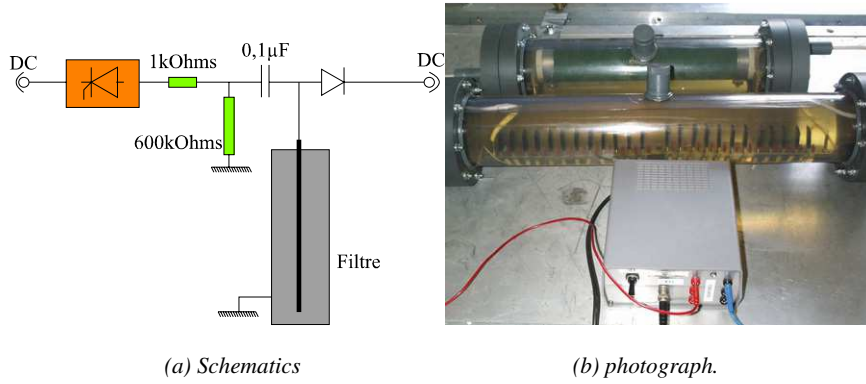 DC
1kOhms
0,1µF
DC
600kOhms
Filtre
(a) Schematics
(b) photograph.